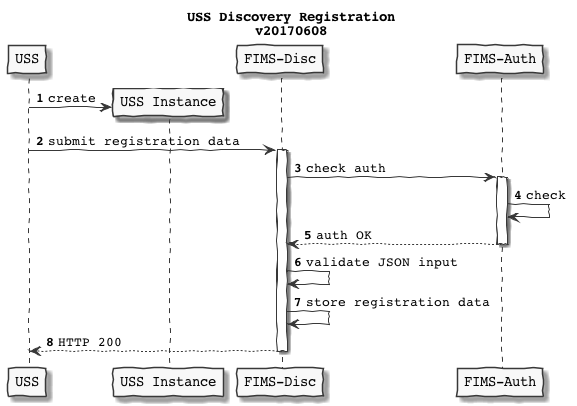 USS Discovery Registration
v20170608
USS
FIMS-Disc
FIMS-Auth
1 create
USS Instance
2 submit registration data
3 check auth
4 check
5 auth OK
6 validate JSON input
7 store registration data
8 HTTP 200
USS
USS Instance
FIMS-Disc
FIMS-Auth